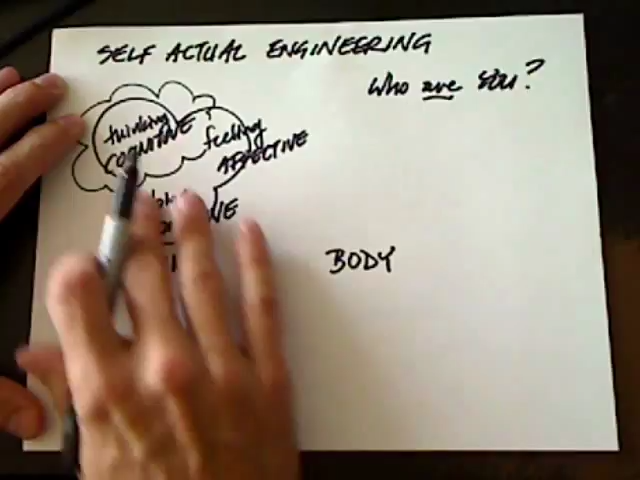 SELF ACTUAL ENGINEERING
who are you?
thinking
COGNITIVE
feeling
AFFECTIVE
BODY